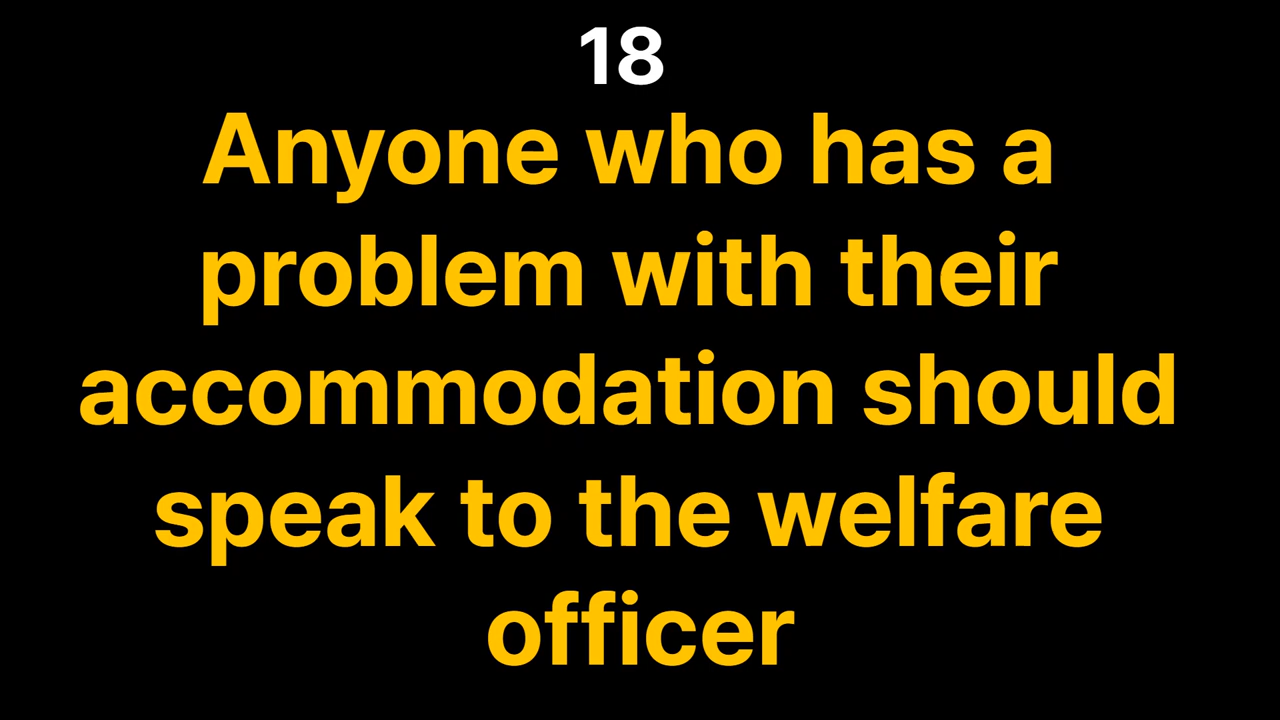 18
Anyone who has a
problem with their
accommodation should
speak to the welfare
officer